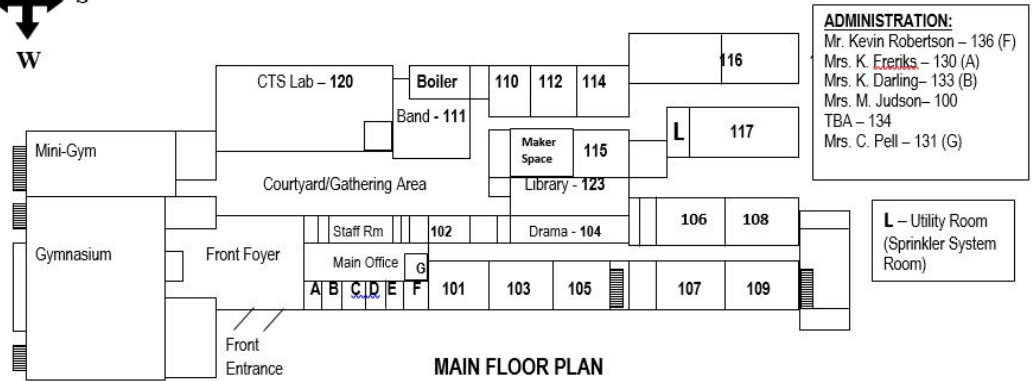 S
W
ADMINISTRATION:
Mr. Kevin Robertson – 136 (F)
Mrs. K. Freriks – 130 (A)
Mrs. K. Darling– 133 (B)
Mrs. M. Judson– 100
TBA – 134
Mrs. C. Pell – 131 (G)
CTS Lab – 120
Boiler
110
112
114
116
Band - 111
Mini-Gym
Maker
Space
115
L
117
Courtyard/Gathering Area
Library - 123
Staff Rm
102
Drama - 104
106
108
L – Utility Room
(Sprinkler System
Room)
Gymnasium
Front Foyer
Main Office
G
A B C D E F
101
103
105
107
109
Front
Entrance
MAIN FLOOR PLAN